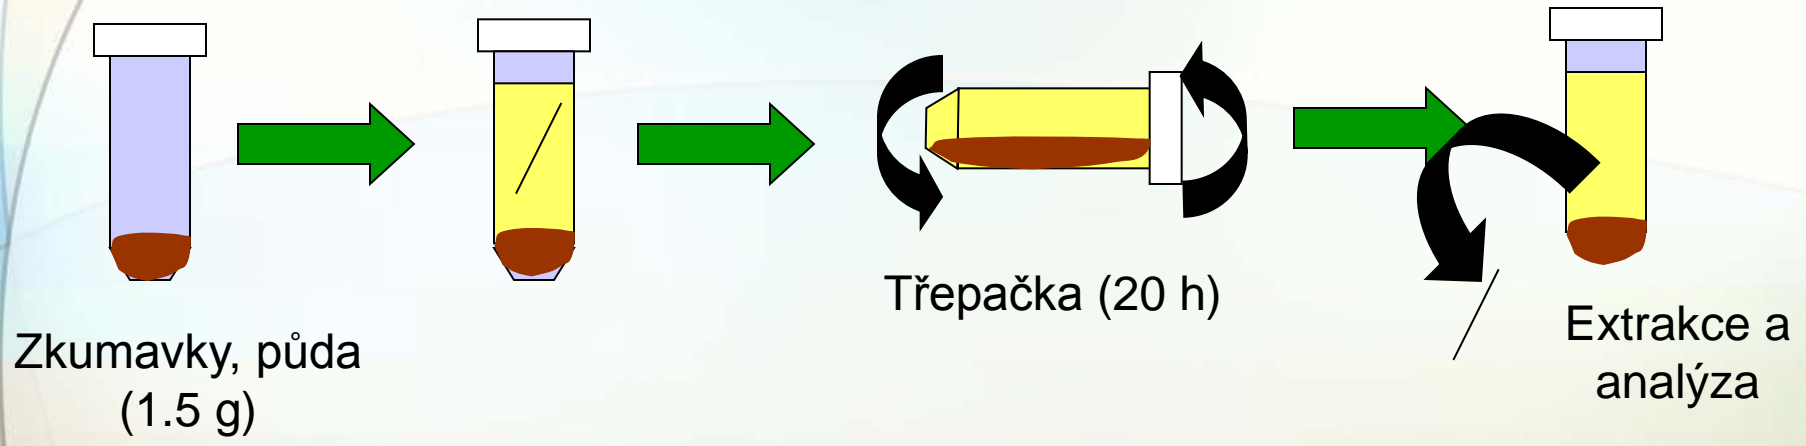 Zkumavky, půda
(1.5 g)
Třepačka (20 h)
Extrakce a
analýza